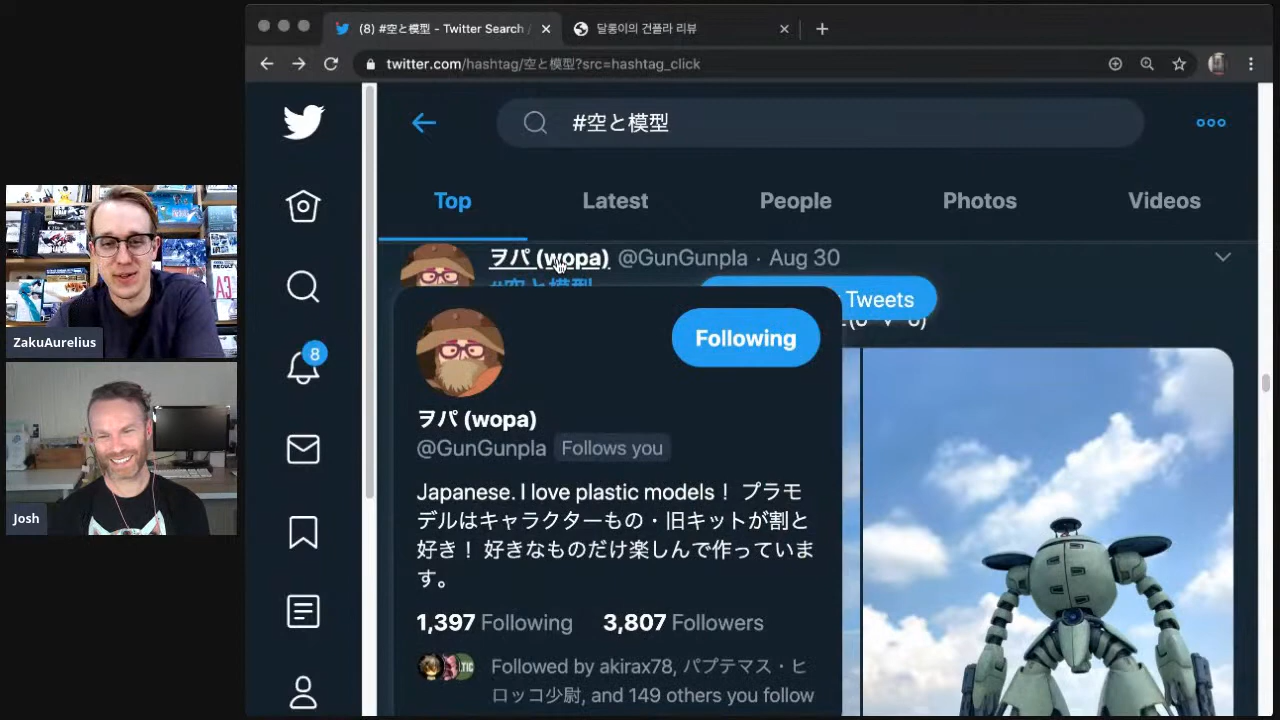 (8) #空と模型 - Twitter Search /
달롱이의 건플라 리뷰
twitter.com/hashtag/空と模型?src=hashtag_click
#空と模型
Top
Latest
People
Photos
Videos
ヲパ (wopa) @GunGunpla · Aug 30
#空と模型
Tweets
8
Following
ヲパ (wopa)
@GunGunpla Follows you
Japanese. I love plastic models！ プラモ
デルはキャラクターもの・旧キットが割と
好き！ 好きなものだけ楽しんで作っていま
す。
1,397 Following 3,807 Followers
Followed by akirax78, パプテマス・ヒ
ロッコ少尉, and 149 others you follow
ZakuAurelius
A3
Josh